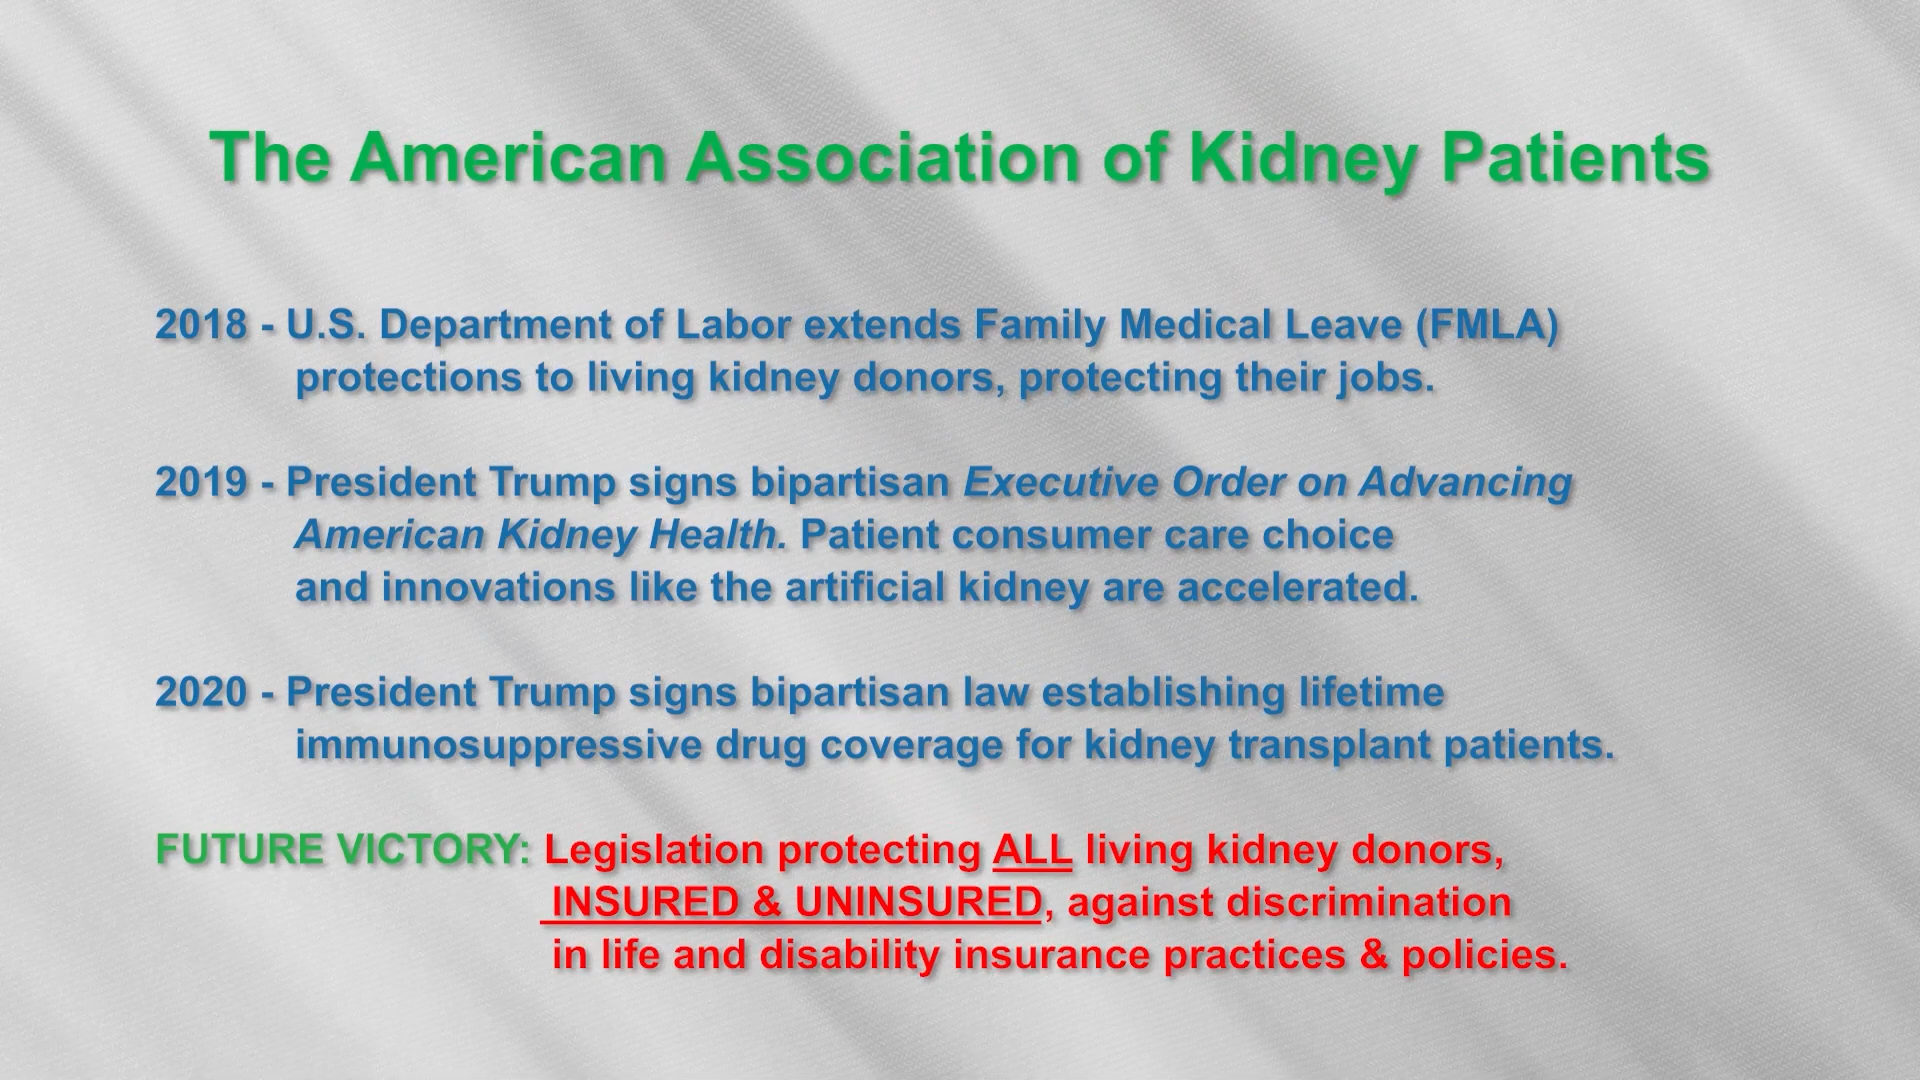 The American Association of Kidney Patients
2018 - U.S. Department of Labor extends Family Medical Leave (FMLA)
protections to living kidney donors, protecting their jobs.
2019 - President Trump signs bipartisan Executive Order on Advancing
American Kidney Health. Patient consumer care choice
and innovations like the artificial kidney are accelerated.
2020 - President Trump signs bipartisan law establishing lifetime
immunosuppressive drug coverage for kidney transplant patients.
FUTURE VICTORY: Legislation protecting ALL living kidney donors,
INSURED & UNINSURED, against discrimination
in life and disability insurance practices & policies.